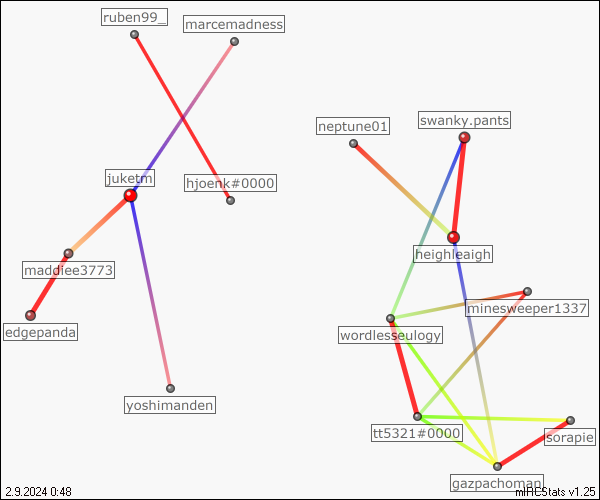 ruben99_
marcemadness
swanky.pants
neptune01
juketm
hjoenk#0000
heighleaigh
maddiee3773
minesweeper1337
edgepanda
wordlesseulogy
yoshimanden
tt5321#0000
sorapie
gazpachoman
2.9.2024 0:48
mIRCStats v1.25